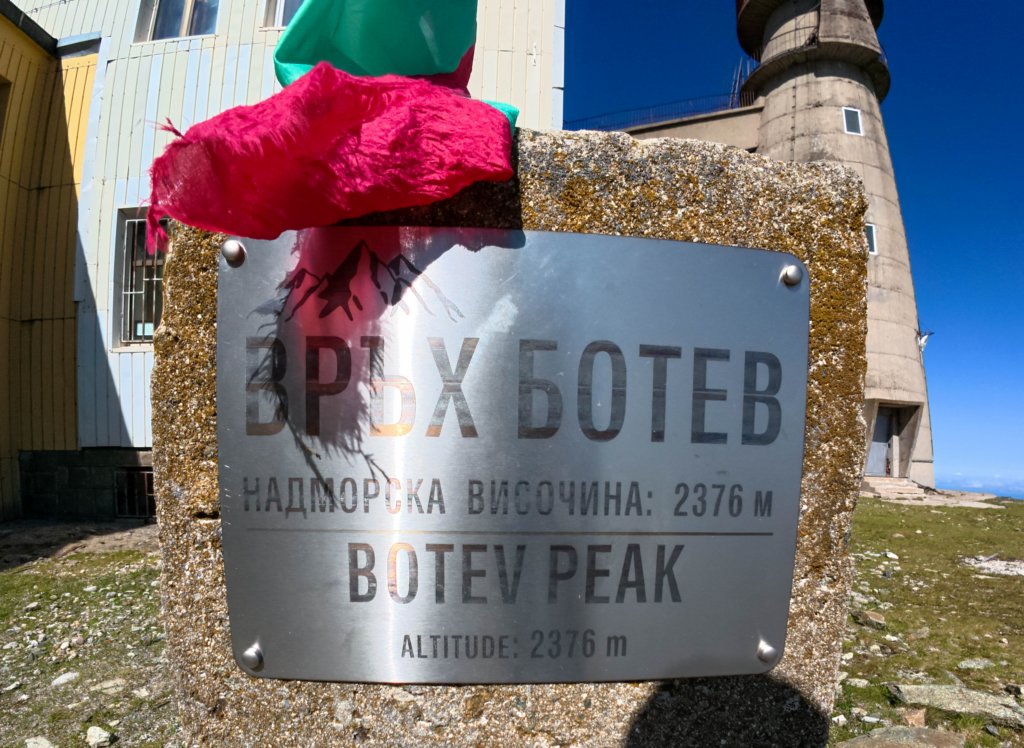 ВРЪХ БОТЕВ
НАДМОРСКА ВИСОЧИНА: 2376 м
BOTEV PEAK
ALTITUDE: 2376 m